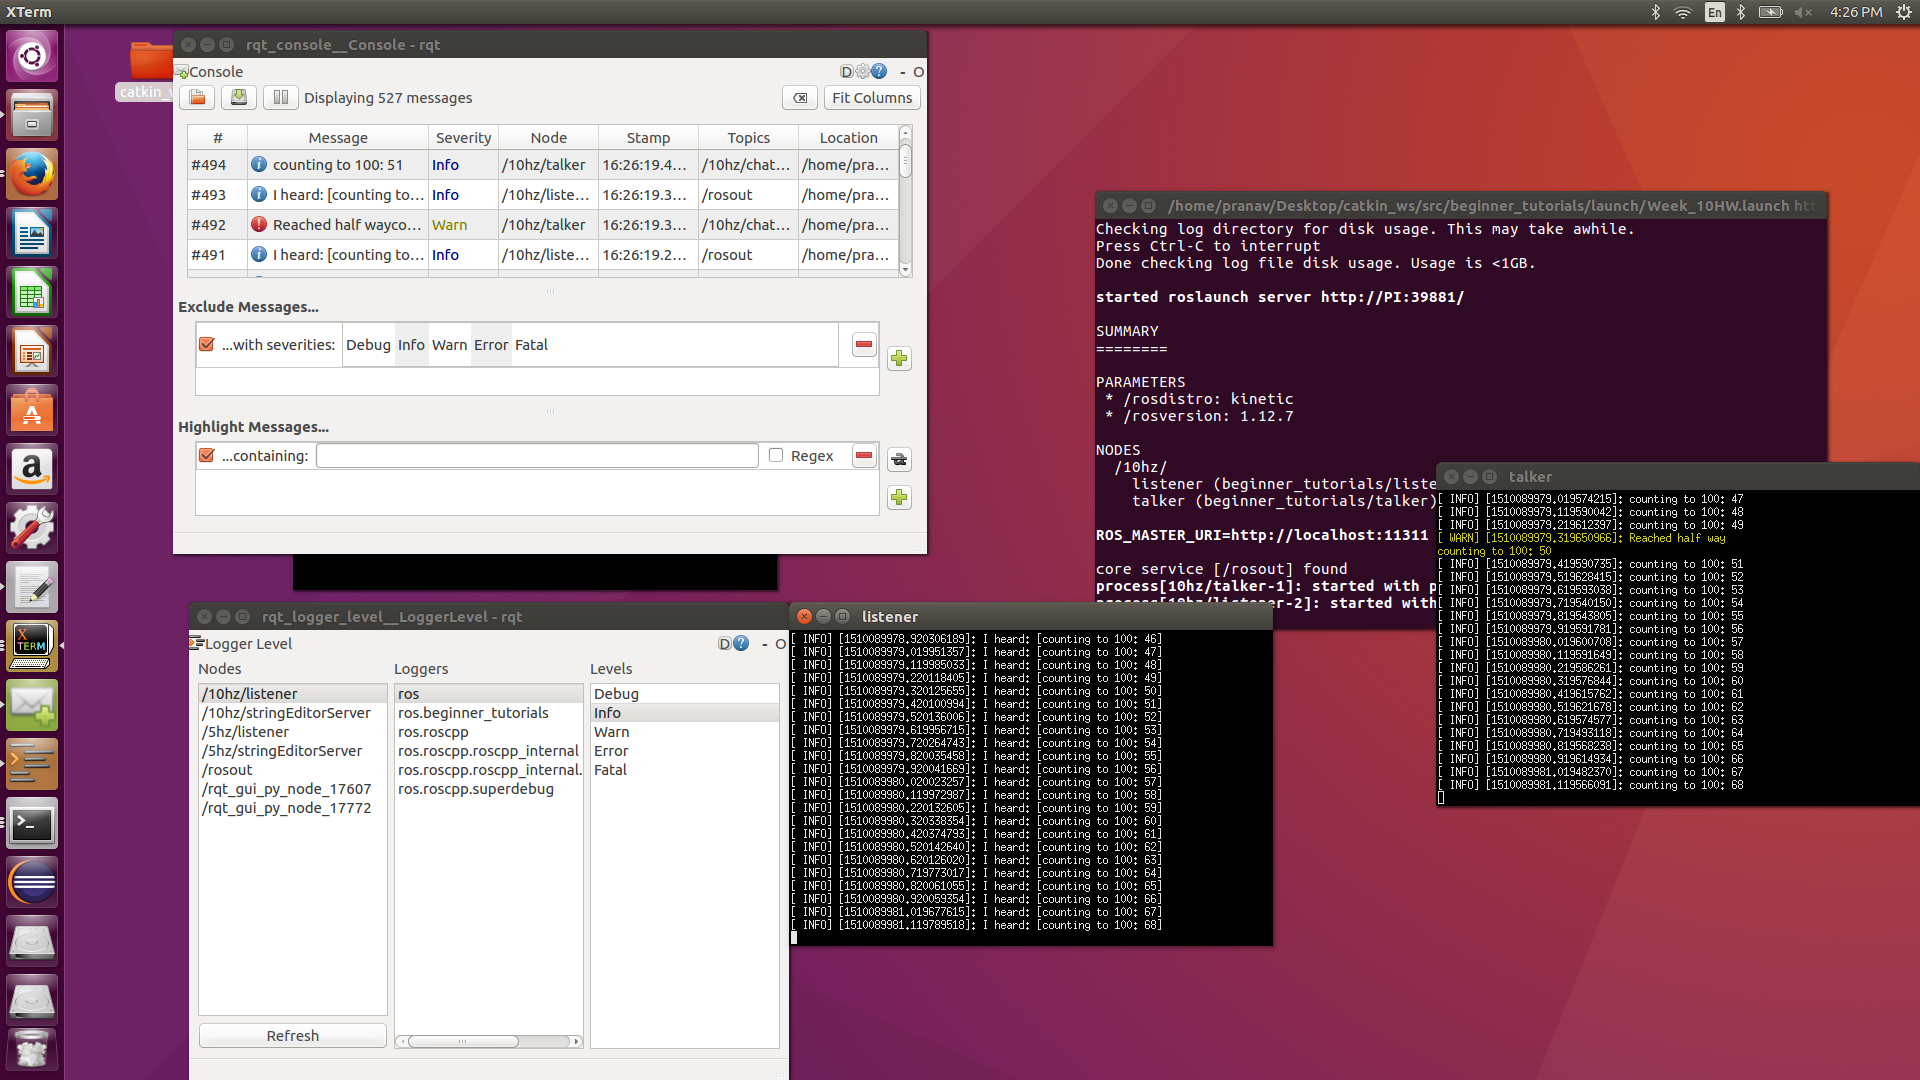 XTerm
En
4:26 PM
catkin_w
rqt_console__Console - rqt
Console
D
- O
Displaying 527 messages
Fit Columns
# Message Severity Node Stamp Topics Location
#494 counting to 100: 51 Info /10hz/talker 16:26:19.4... /10hz/chat... /home/pra...
#493 I heard: [counting to... Info /10hz/liste... 16:26:19.3... /rosout /home/pra...
#492 Reached half wayco... Warn /10hz/talker 16:26:19.3... /10hz/chat... /home/pra...
#491 I heard: [counting to... Info /10hz/liste... 16:26:19.2... /rosout /home/pra...
Exclude Messages...
...with severities: Debug Info Warn Error Fatal
Highlight Messages...
...containing: Regex
/home/pranav/Desktop/catkin_ws/src/beginner_tutorials/launch/Week_10HW.launch htt
Checking log directory for disk usage. This may take awhile.
Press Ctrl-C to interrupt
Done checking log file disk usage. Usage is <1GB.
started roslaunch server http://PI:39881/
SUMMARY
========
PARAMETERS
* /rosdistro: kinetic
* /rosversion: 1.12.7
NODES
/10hz/
listener (beginner_tutorials/liste
talker (beginner_tutorials/talker)
ROS_MASTER_URI=http://localhost:11311
core service [/rosout] found
process[10hz/talker-1]: started with p
process[10hz/listener-2]: started with
talker
[ INFO] [1510089979.019574215]: counting to 100: 47
[ INFO] [1510089979.119590042]: counting to 100: 48
[ INFO] [1510089979.219612397]: counting to 100: 49
[ WARN] [1510089979.319650966]: Reached half way
counting to 100: 50
[ INFO] [1510089979.419590735]: counting to 100: 51
[ INFO] [1510089979.519628415]: counting to 100: 52
[ INFO] [1510089979.619593038]: counting to 100: 53
[ INFO] [1510089979.719540150]: counting to 100: 54
[ INFO] [1510089979.819543805]: counting to 100: 55
[ INFO] [1510089979.919591781]: counting to 100: 56
[ INFO] [1510089980.019600708]: counting to 100: 57
[ INFO] [1510089980.119591649]: counting to 100: 58
[ INFO] [1510089980.219586261]: counting to 100: 59
[ INFO] [1510089980.319576844]: counting to 100: 60
[ INFO] [1510089980.419615762]: counting to 100: 61
[ INFO] [1510089980.519621678]: counting to 100: 62
[ INFO] [1510089980.619574577]: counting to 100: 63
[ INFO] [1510089980.719493118]: counting to 100: 64
[ INFO] [1510089980.819568238]: counting to 100: 65
[ INFO] [1510089980.919614934]: counting to 100: 66
[ INFO] [1510089981.019482370]: counting to 100: 67
[ INFO] [1510089981.119566091]: counting to 100: 68
rqt_logger_level__LoggerLevel - rqt
Logger Level
D
- O
Nodes
/10hz/listener
/10hz/stringEditorServer
/5hz/listener
/5hz/stringEditorServer
/rosout
/rqt_gui_py_node_17607
/rqt_gui_py_node_17772
Refresh
Loggers
ros
ros.beginner_tutorials
ros.roscpp
ros.roscpp.roscpp_internal
ros.roscpp.roscpp_internal.
ros.roscpp.superdebug
Levels
Debug
Info
Warn
Error
Fatal
listener
[ INFO] [1510089978.920306189]: I heard: [counting to 100: 46]
[ INFO] [1510089979.019951357]: I heard: [counting to 100: 47]
[ INFO] [1510089979.119985033]: I heard: [counting to 100: 48]
[ INFO] [1510089979.220118405]: I heard: [counting to 100: 49]
[ INFO] [1510089979.320125655]: I heard: [counting to 100: 50]
[ INFO] [1510089979.420100994]: I heard: [counting to 100: 51]
[ INFO] [1510089979.520136006]: I heard: [counting to 100: 52]
[ INFO] [1510089979.619956715]: I heard: [counting to 100: 53]
[ INFO] [1510089979.720264743]: I heard: [counting to 100: 54]
[ INFO] [1510089979.820035458]: I heard: [counting to 100: 55]
[ INFO] [1510089979.920041669]: I heard: [counting to 100: 56]
[ INFO] [1510089980.020023257]: I heard: [counting to 100: 57]
[ INFO] [1510089980.119972987]: I heard: [counting to 100: 58]
[ INFO] [1510089980.220132605]: I heard: [counting to 100: 59]
[ INFO] [1510089980.320338354]: I heard: [counting to 100: 60]
[ INFO] [1510089980.420374793]: I heard: [counting to 100: 61]
[ INFO] [1510089980.520142640]: I heard: [counting to 100: 62]
[ INFO] [1510089980.620126020]: I heard: [counting to 100: 63]
[ INFO] [1510089980.719773017]: I heard: [counting to 100: 64]
[ INFO] [1510089980.820061055]: I heard: [counting to 100: 65]
[ INFO] [1510089980.920059354]: I heard: [counting to 100: 66]
[ INFO] [1510089981.019677615]: I heard: [counting to 100: 67]
[ INFO] [1510089981.119789518]: I heard: [counting to 100: 68]
X
TERM